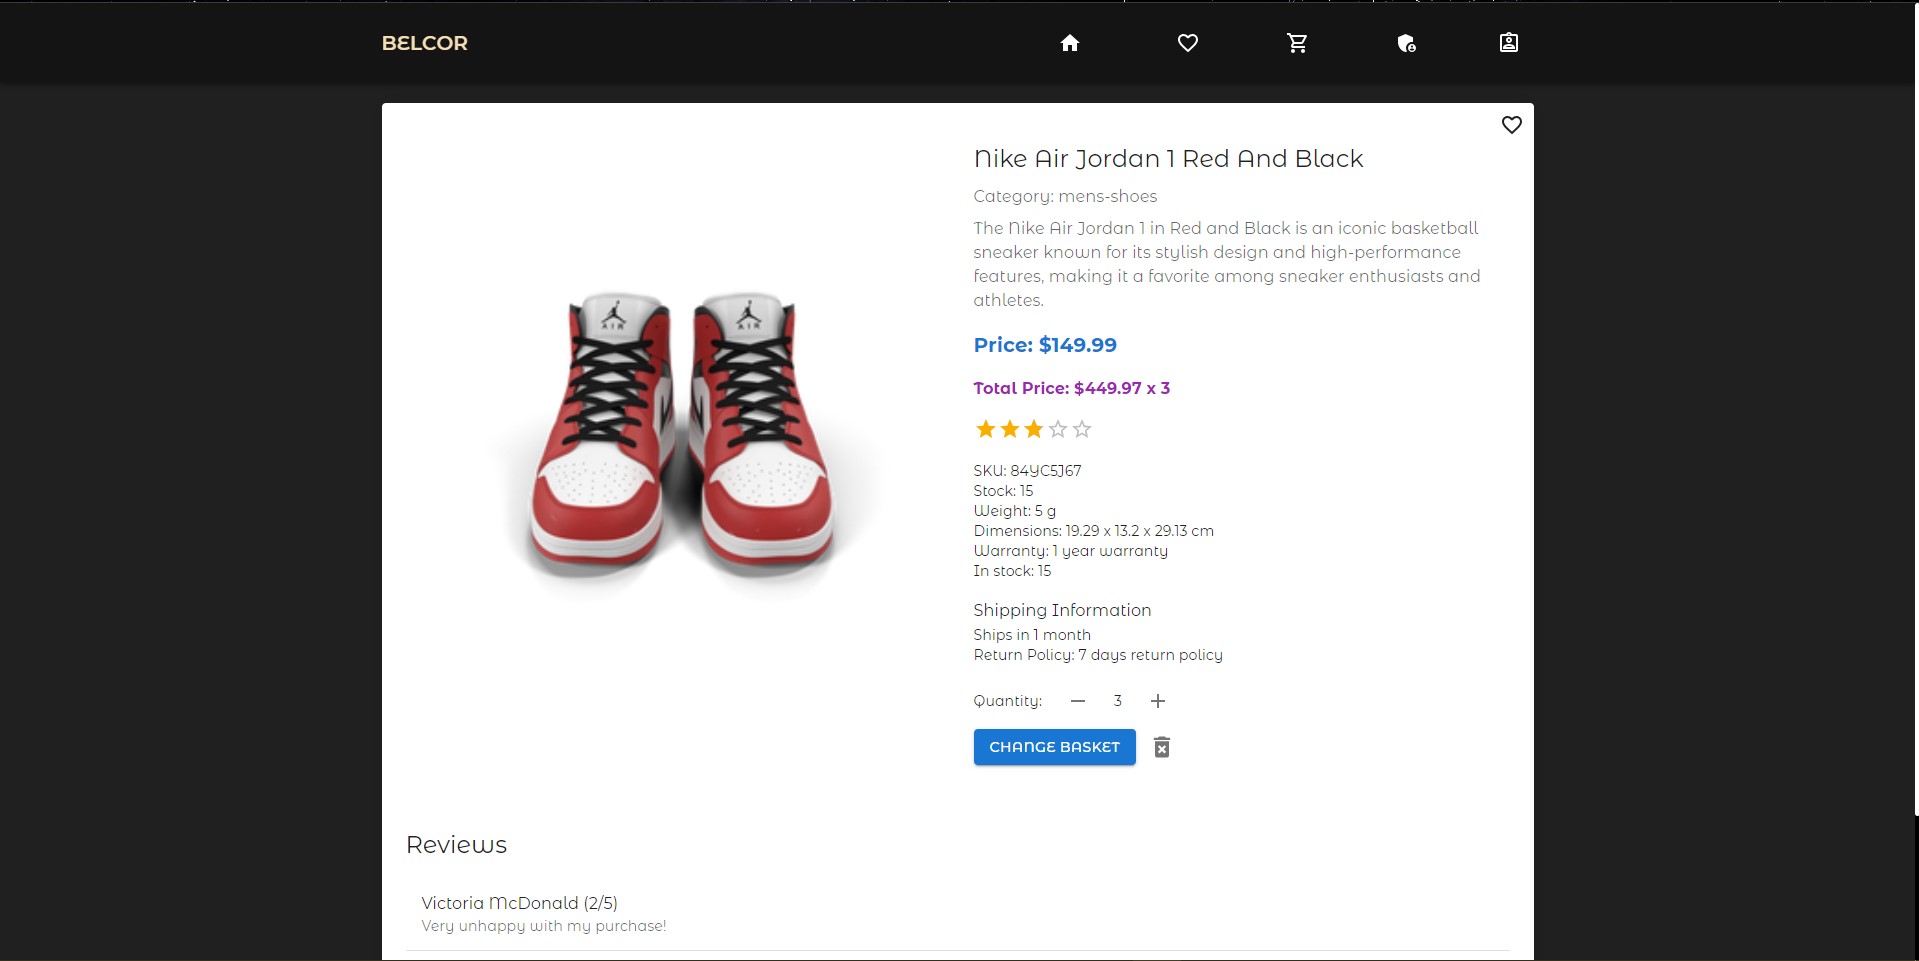 BELCOR
Nike Air Jordan 1 Red And Black
Category: mens-shoes
The Nike Air Jordan 1 in Red and Black is an iconic basketball
sneaker known for its stylish design and high-performance
features, making it a favorite among sneaker enthusiasts and
athletes.
Price: $149.99
Total Price: $449.97 x 3
AIR
AIR
SKU: 84YC5J67
Stock: 15
Weight: 5 g
Dimensions: 19.29 x 13.2 x 29.13 cm
Warranty: 1 year warranty
In stock: 15
Shipping Information
Ships in 1 month
Return Policy: 7 days return policy
Quantity: — 3 +
CHANGE BASKET
Reviews
Victoria McDonald (2/5)
Very unhappy with my purchase!